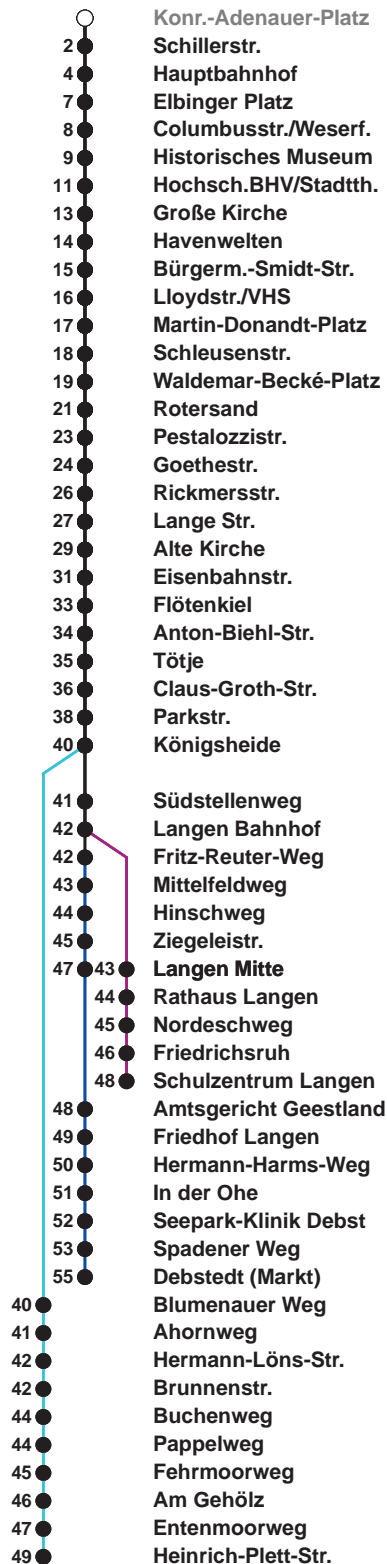 Konr.-Adenauer-Platz
2 Schillerstr.
4 Hauptbahnhof
7 Elbinger Platz
8 Columbusstr./Weserf.
9 Historisches Museum
11 Hochsch.BHV/Stadtth.
13 Große Kirche
14 Havenwelten
15 Bürgerm.-Smidt-Str.
16 Lloydstr./VHS
17 Martin-Donandt-Platz
18 Schleusenstr.
19 Waldemar-Becké-Platz
21 Rotersand
23 Pestalozzistr.
24 Goethestr.
26 Rickmersstr.
27 Lange Str.
29 Alte Kirche
31 Eisenbahnstr.
33 Flötenkiel
34 Anton-Biehl-Str.
35 Tötje
36 Claus-Groth-Str.
38 Parkstr.
40 Königsheide
41 Südstellenweg
42 Langen Bahnhof
42 Fritz-Reuter-Weg
43 Mittelfeldweg
44 Hinschweg
45 Ziegeleistr.
47 43 Langen Mitte
44 Rathaus Langen
45 Nordeschweg
46 Friedrichsruh
48 Schulzentrum Langen
48 Amtsgericht Geestland
49 Friedhof Langen
50 Hermann-Harms-Weg
51 In der Ohe
52 Seepark-Klinik Debst
53 Spadener Weg
55 Debstedt (Markt)
40 Blumenauer Weg
41 Ahornweg
42 Hermann-Löns-Str.
42 Brunnenstr.
44 Buchenweg
44 Pappelweg
45 Fehrmoorweg
46 Am Gehölz
47 Entenmoorweg
49 Heinrich-Plett-Str.